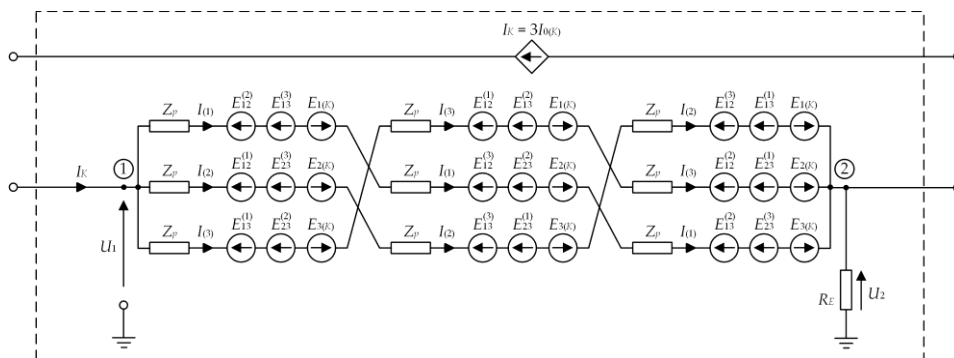 I_K = 3I_0(K)
Z_p I_(1) E_12^(2) E_13^(3) E_1(K) Z_p I_(3) E_12^(1) E_13^(2) E_1(K) Z_p I_(2) E_12^(3) E_13^(1) E_1(K)
I_K ① Z_p I_(2) E_12^(1) E_23^(3) E_2(K) Z_p I_(1) E_12^(3) E_23^(2) E_2(K) Z_p I_(3) E_12^(2) E_23^(1) E_2(K) ②
U_1 Z_p I_(3) E_13^(1) E_23^(2) E_3(K) Z_p I_(2) E_13^(3) E_23^(1) E_3(K) Z_p I_(1) E_13^(2) E_23^(3) E_3(K)
R_E U_2